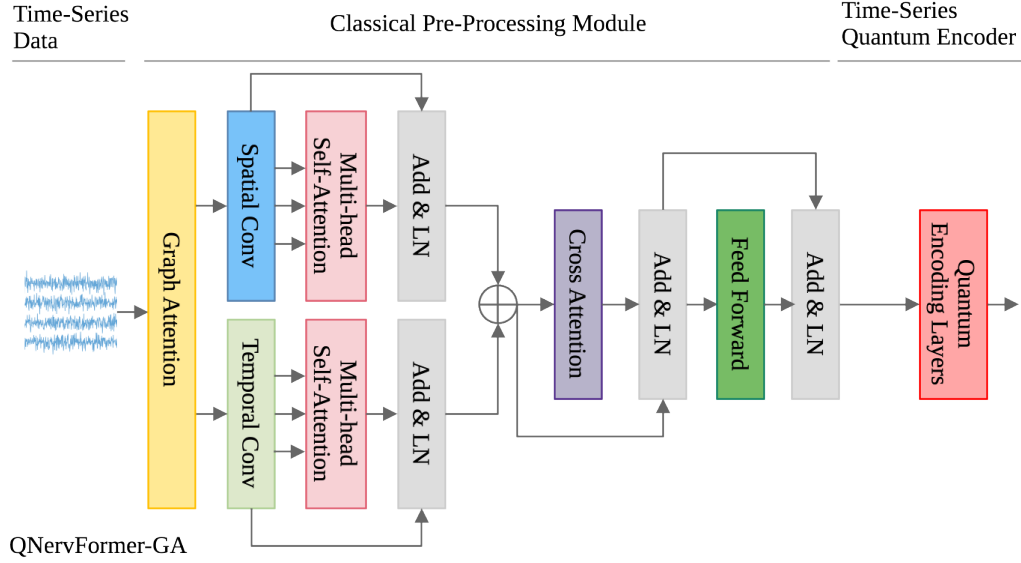 Time-Series
Data
Classical Pre-Processing Module
Time-Series
Quantum Encoder
Graph Attention
Spatial Conv
Multi-head
Self-Attention
Add & LN
Temporal Conv
Multi-head
Self-Attention
Add & LN
Cross Attention
Add & LN
Feed Forward
Add & LN
Quantum
Encoding Layers
QNervFormer-GA